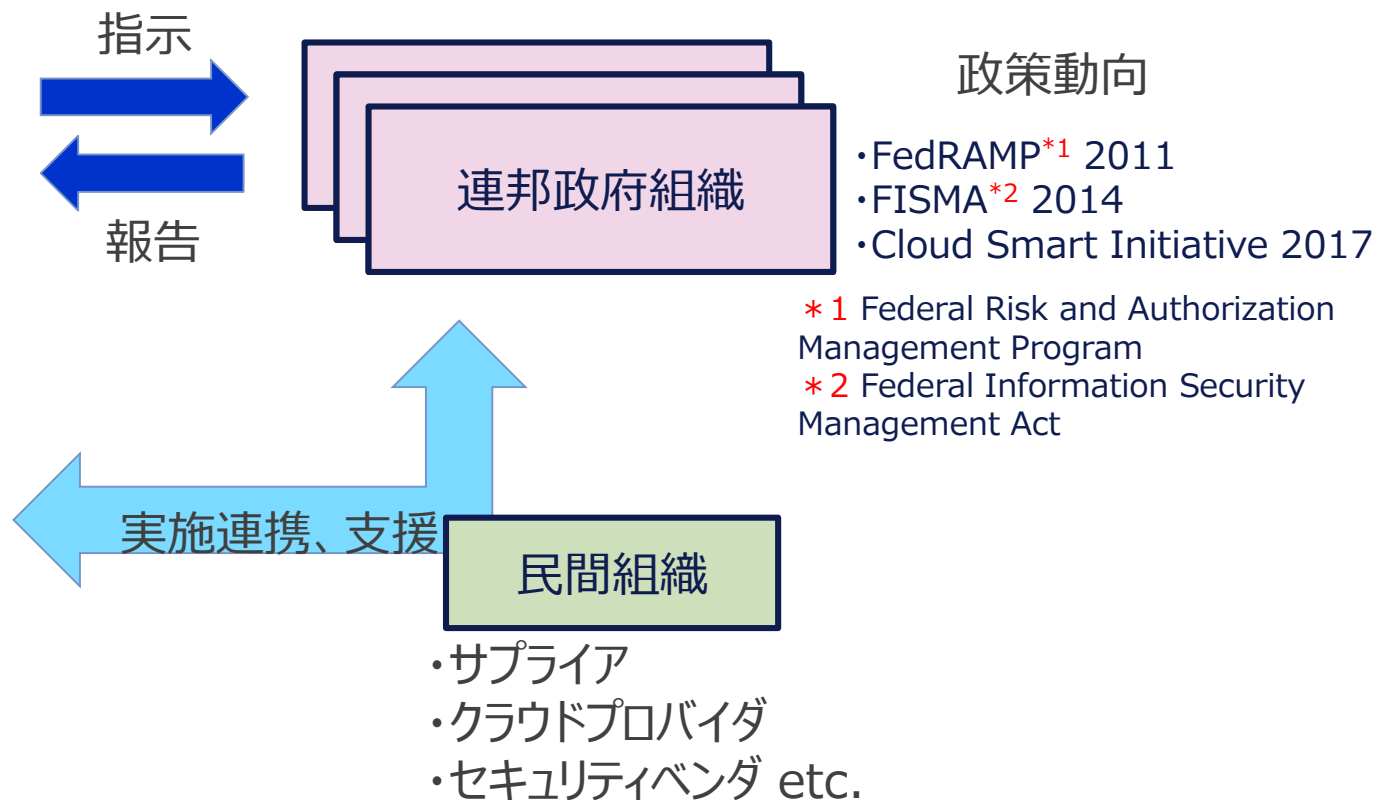 指示
報告
連邦政府組織
政策動向
・FedRAMP*1 2011
・FISMA*2 2014
・Cloud Smart Initiative 2017
＊1 Federal Risk and Authorization
Management Program
＊2 Federal Information Security
Management Act
実施連携、支援
民間組織
・サプライア
・クラウドプロバイダ
・セキュリティベンダ etc.